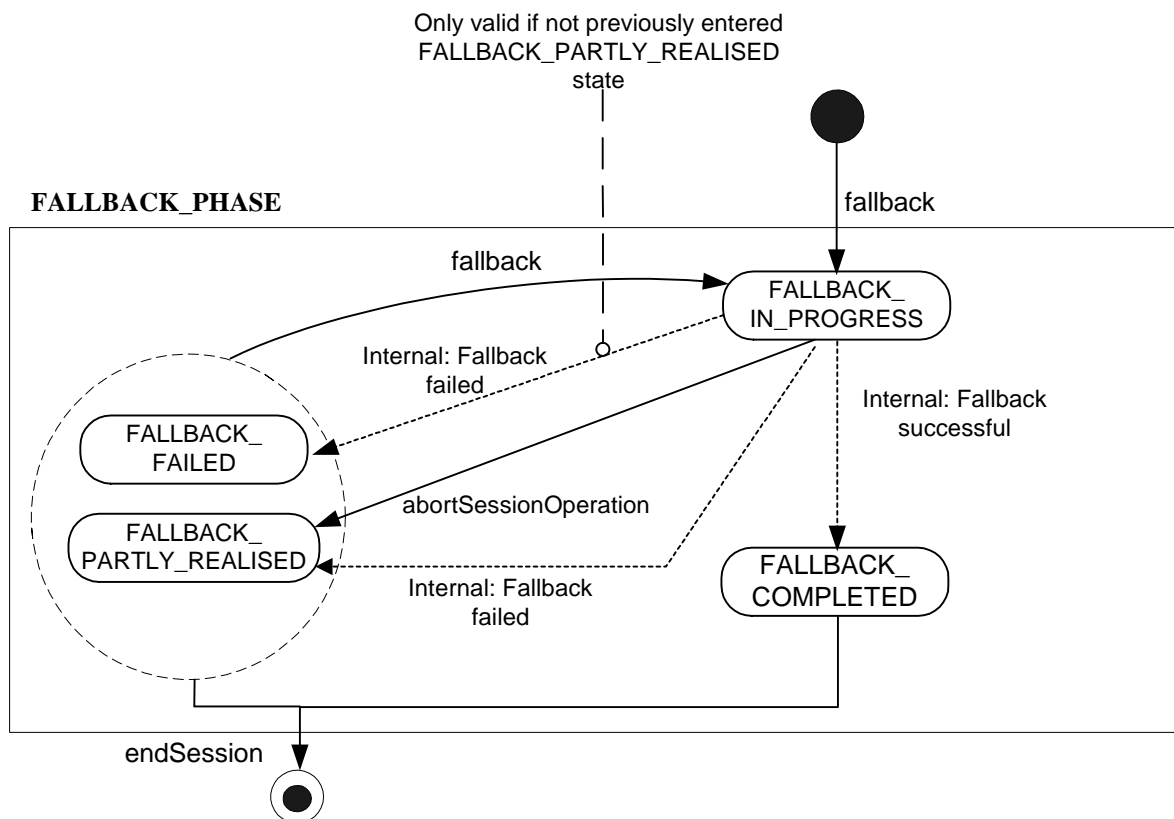 Only valid if not previously entered
FALLBACK_PARTLY_REALISED
state
FALLBACK_PHASE
fallback
fallback
FALLBACK_
IN_PROGRESS
Internal: Fallback
failed
Internal: Fallback
successful
FALLBACK_
FAILED
abortSessionOperation
FALLBACK_
PARTLY_REALISED
Internal: Fallback
failed
FALLBACK_
COMPLETED
endSession